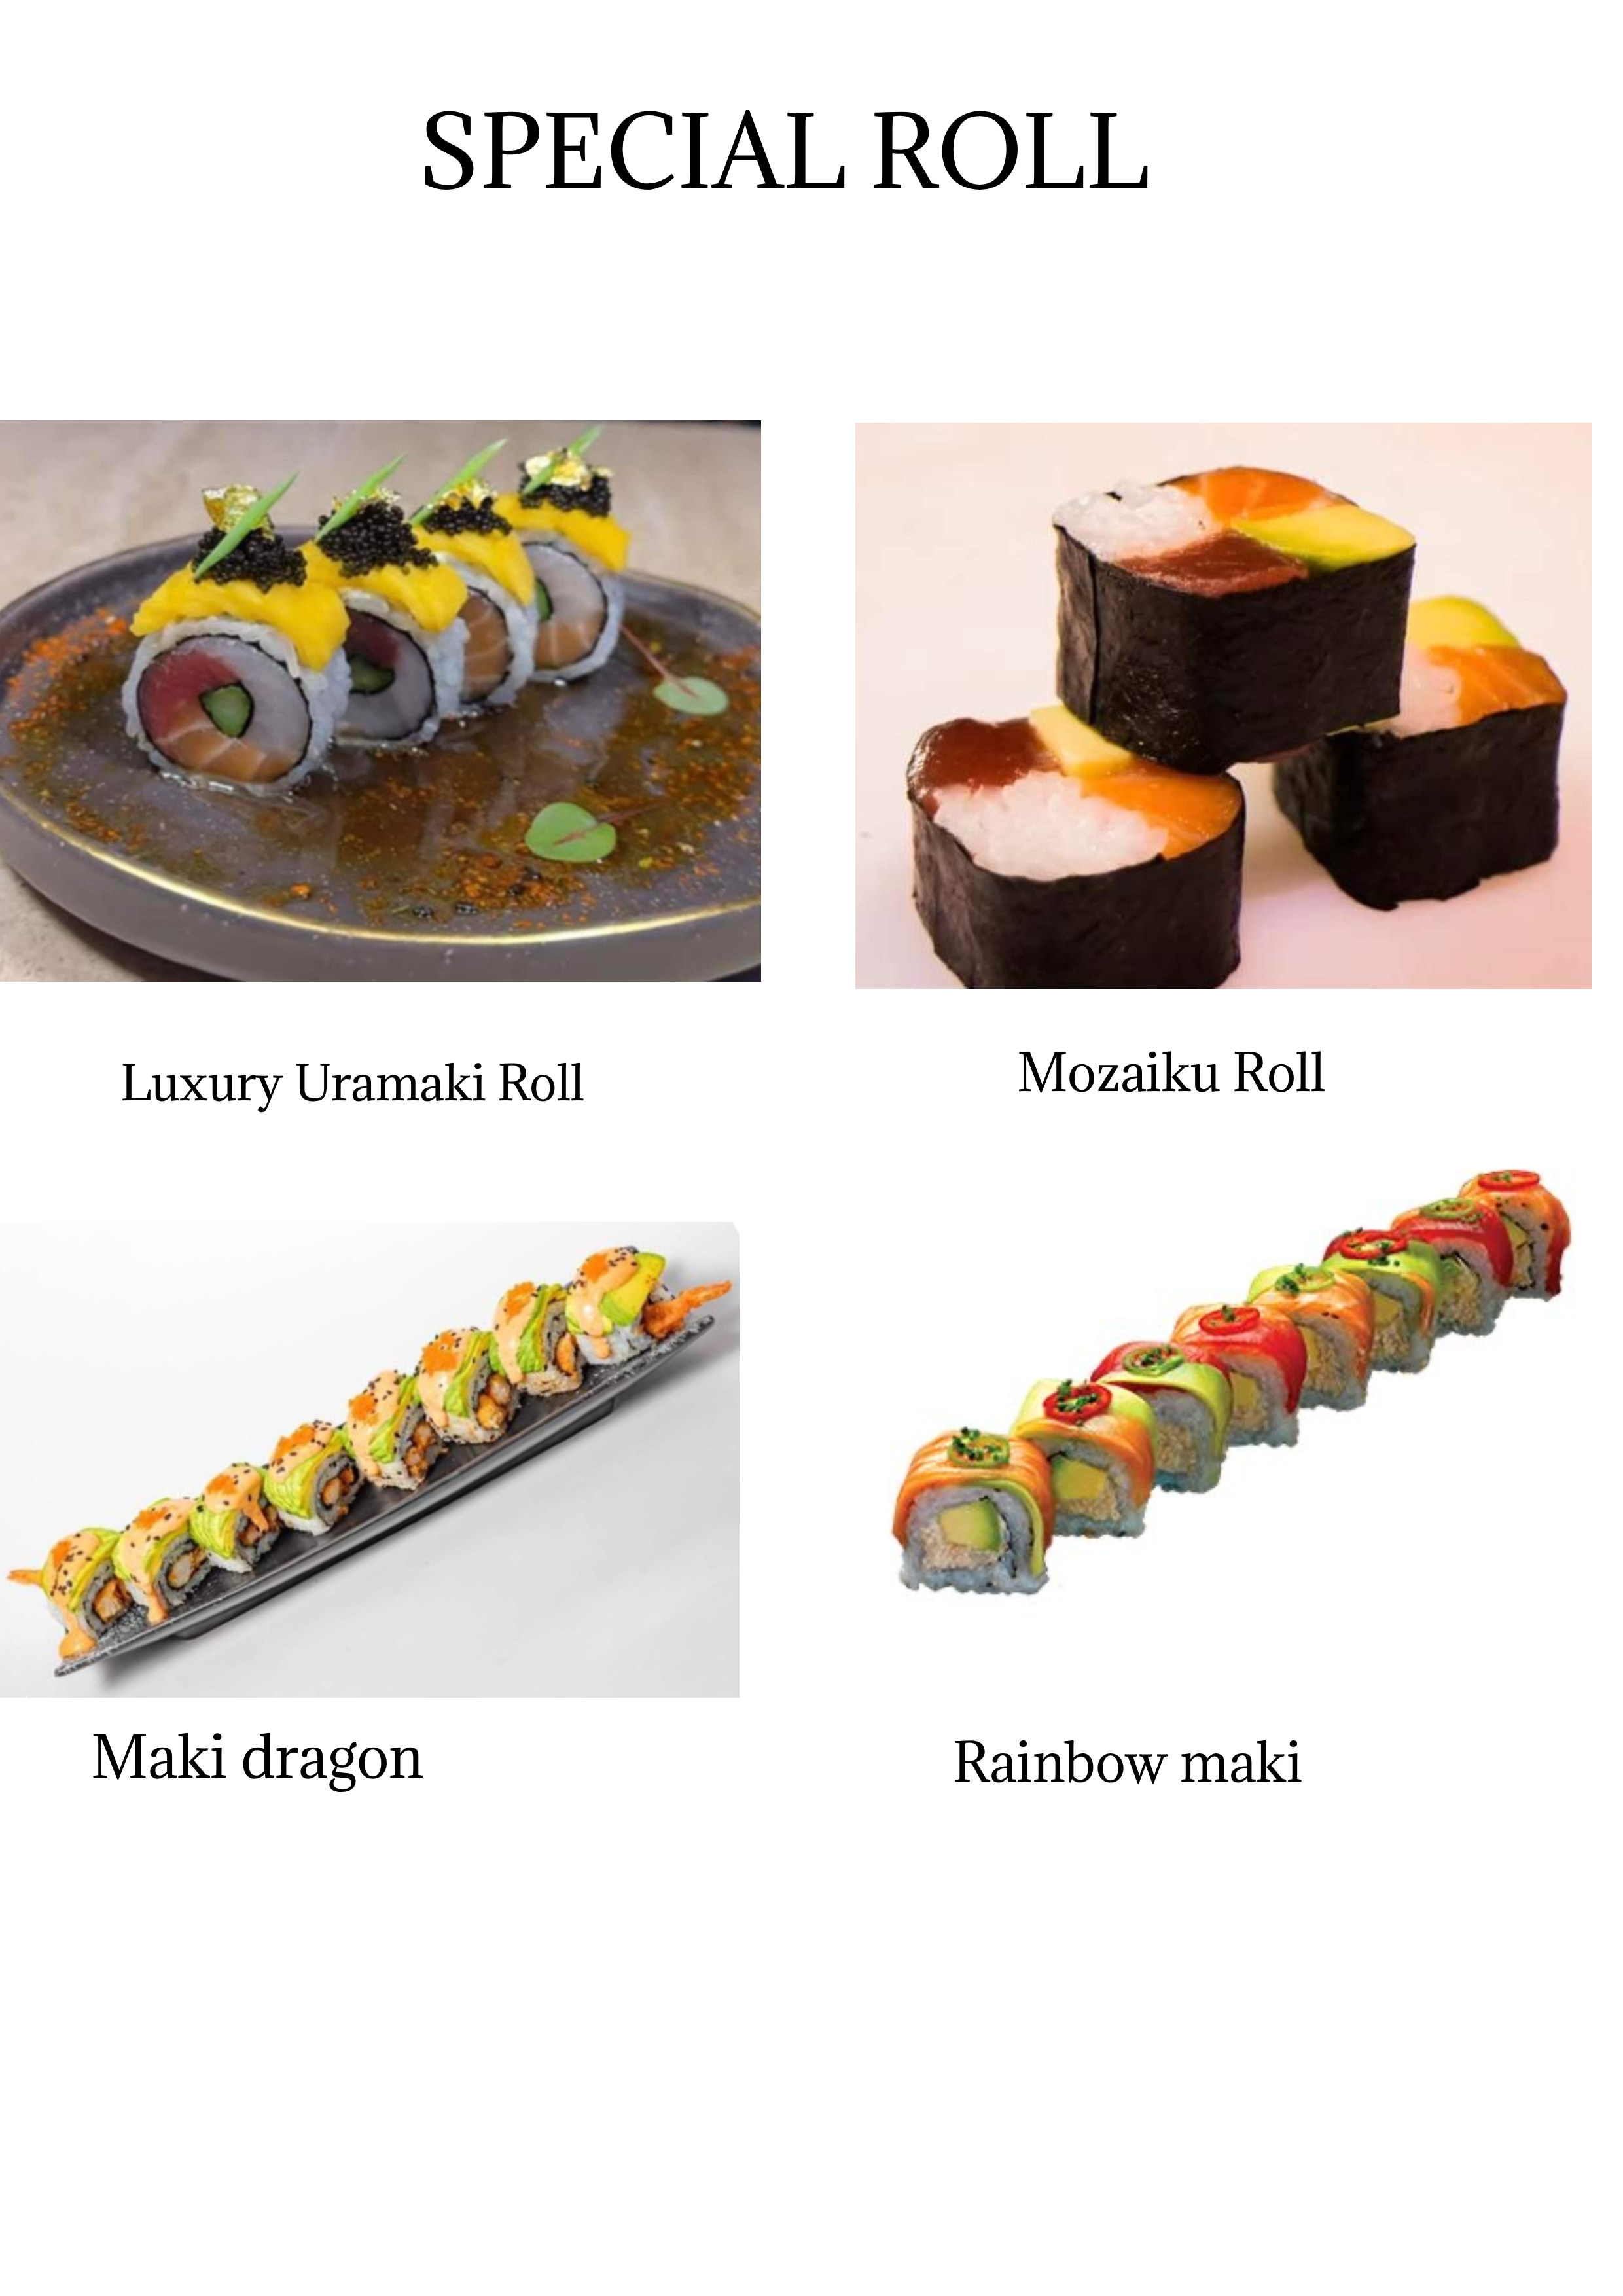 SPECIAL ROLL
Luxury Uramaki Roll
Mozaiku Roll
Maki dragon
Rainbow maki